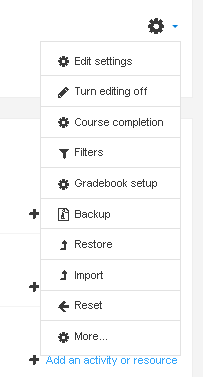 Edit settings
Turn editing off
Course completion
Filters
Gradebook setup
Backup
Restore
Import
Reset
More...
Add an activity or resource